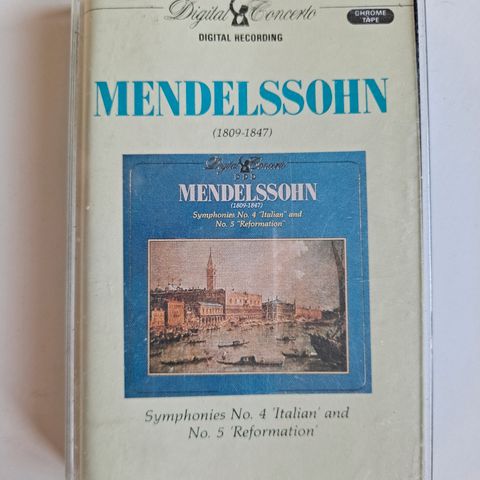 Digital Concerto
DIGITAL RECORDING
CHROME
TAPE
MENDELSSOHN
(1809-1847)
Digital Concerto
DDD
MENDELSSOHN
(1809-1847)
Symphonies No. 4 "Italian" and
No. 5 "Reformation"
Symphonies No. 4 'Italian' and
No. 5 'Reformation'